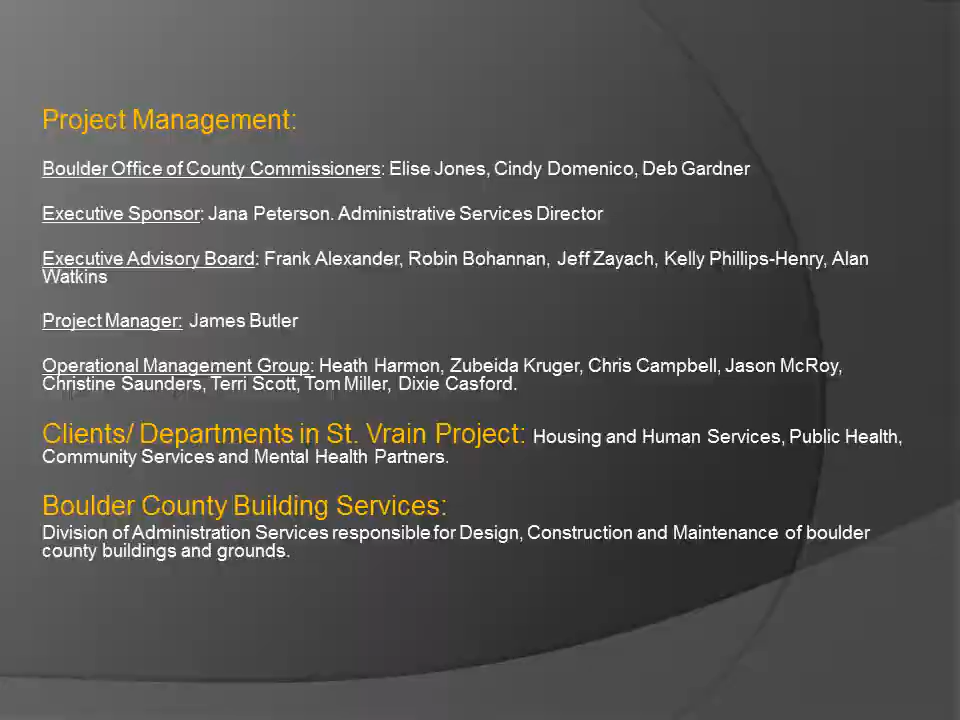 Project Management:
Boulder Office of County Commissioners: Elise Jones, Cindy Domenico, Deb Gardner
Executive Sponsor: Jana Peterson. Administrative Services Director
Executive Advisory Board: Frank Alexander, Robin Bohannan, Jeff Zayach, Kelly Phillips-Henry, Alan
Watkins
Project Manager: James Butler
Operational Management Group: Heath Harmon, Zubeida Kruger, Chris Campbell, Jason McRoy,
Christine Saunders, Terri Scott, Tom Miller, Dixie Casford.
Clients/ Departments in St. Vrain Project: Housing and Human Services, Public Health,
Community Services and Mental Health Partners.
Boulder County Building Services:
Division of Administration Services responsible for Design, Construction and Maintenance of boulder
county buildings and grounds.